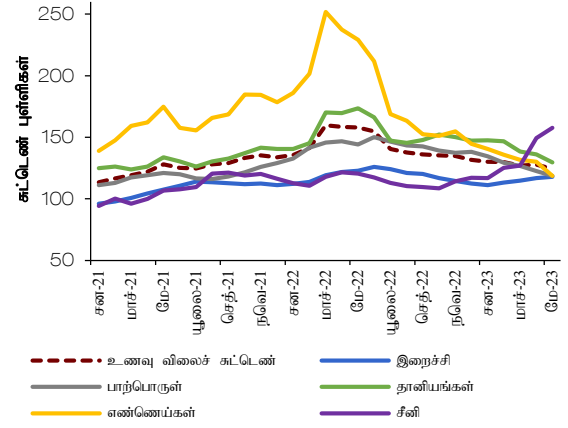 சுட்டெண் புள்ளிகள்
250
200
150
100
50
சன-21
மார்ச்-21
மே-21
யூலை-21
செத்-21
நவெ-21
சன-22
மார்ச்-22
மே-22
யூலை-22
செத்-22
நவெ-22
சன-23
மார்ச்-23
மே-23
உணவு விலைச் சுட்டெண் இறைச்சி
பாற்பொருள் தானியங்கள்
எண்ணெய்கள் சீனி